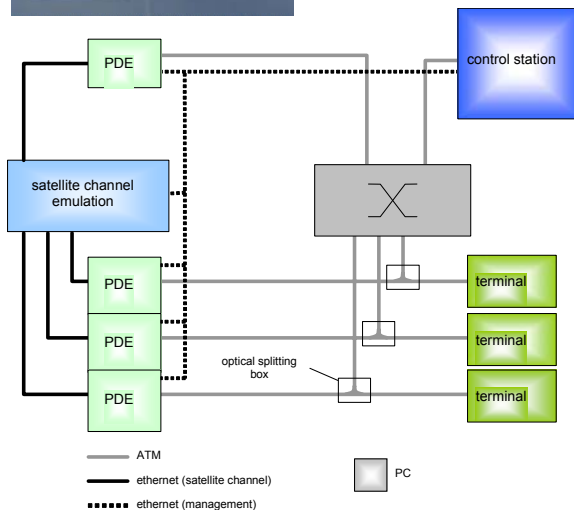 PDE
control station
satellite channel
emulation
PDE
terminal
PDE
terminal
optical splitting
box
PDE
terminal
ATM
ethernet (satellite channel)
PC
ethernet (management)